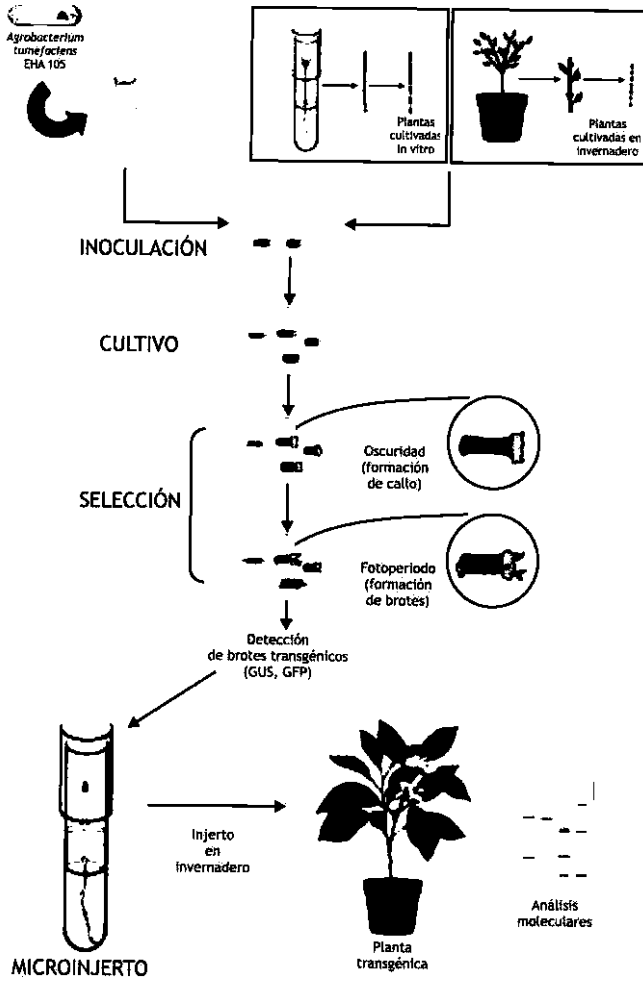 Agrobacterium
tumefaciens
EHA 105
Plantas
cultivadas
in vitro
Plantas
cultivadas en
invernadero
INOCULACIÓN
CULTIVO
Oscuridad
(formación
de callo)
SELECCIÓN
Fotoperiodo
(formación
de brotes)
Detección
de brotes transgénicos
(GUS, GFP)
Injerto
en
invernadero
Análisis
moleculares
Planta
transgénica
MICROINJERTO